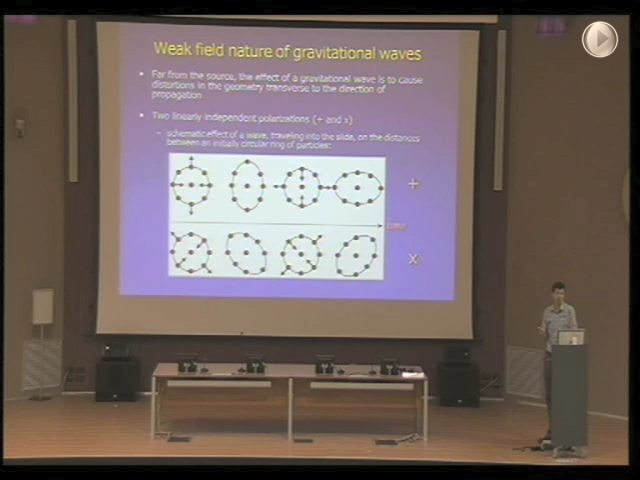 Weak field nature of gravitational waves
• Far from the source, the effect of a gravitational wave is to cause
distortions in the geometry transverse to the direction of
propagation
• Two linearly independent polarizations (+ and x)
– schematic effect of a wave, traveling into the slide, on the distances
between an initially circular ring of particles:
+
time
x